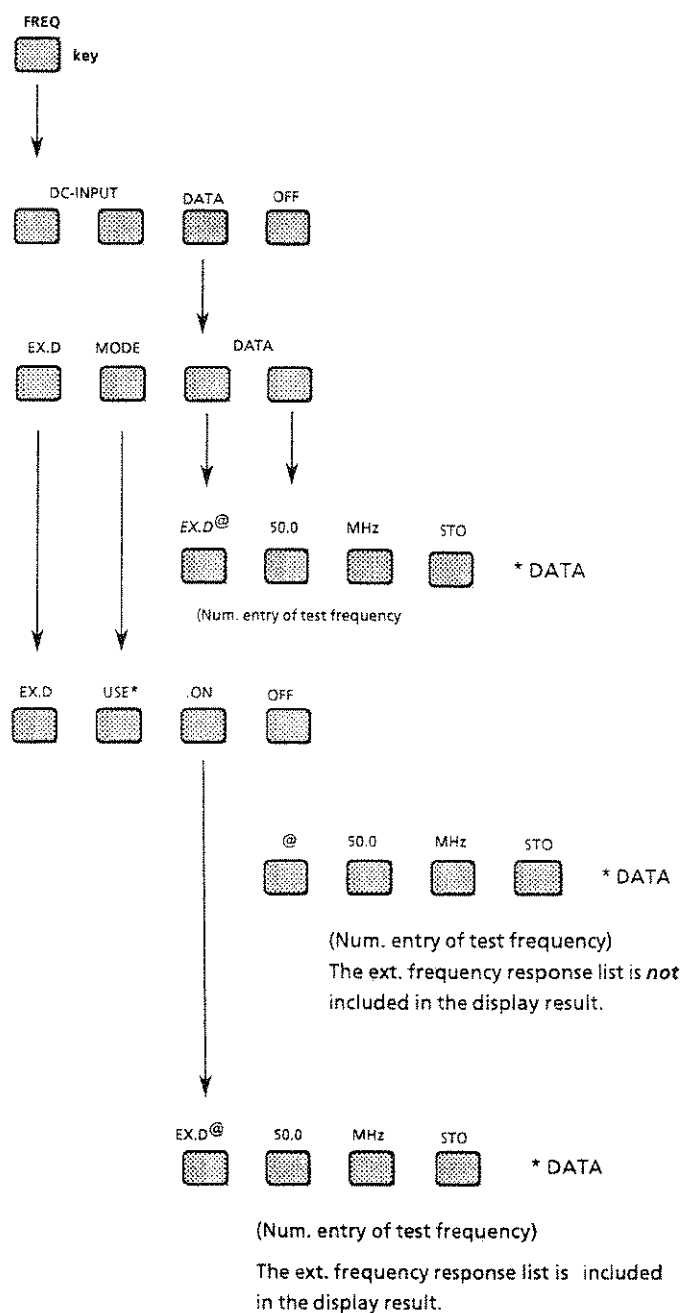 FREQ
key
DC-INPUT DATA OFF
EX.D MODE DATA
EX.D@ 50.0 MHz STO
* DATA
(Num. entry of test frequency
EX.D USE* .ON OFF
@ 50.0 MHz STO
* DATA
(Num. entry of test frequency)
The ext. frequency response list is not
included in the display result.
EX.D@ 50.0 MHz STO
* DATA
(Num. entry of test frequency)
The ext. frequency response list is included
in the display result.